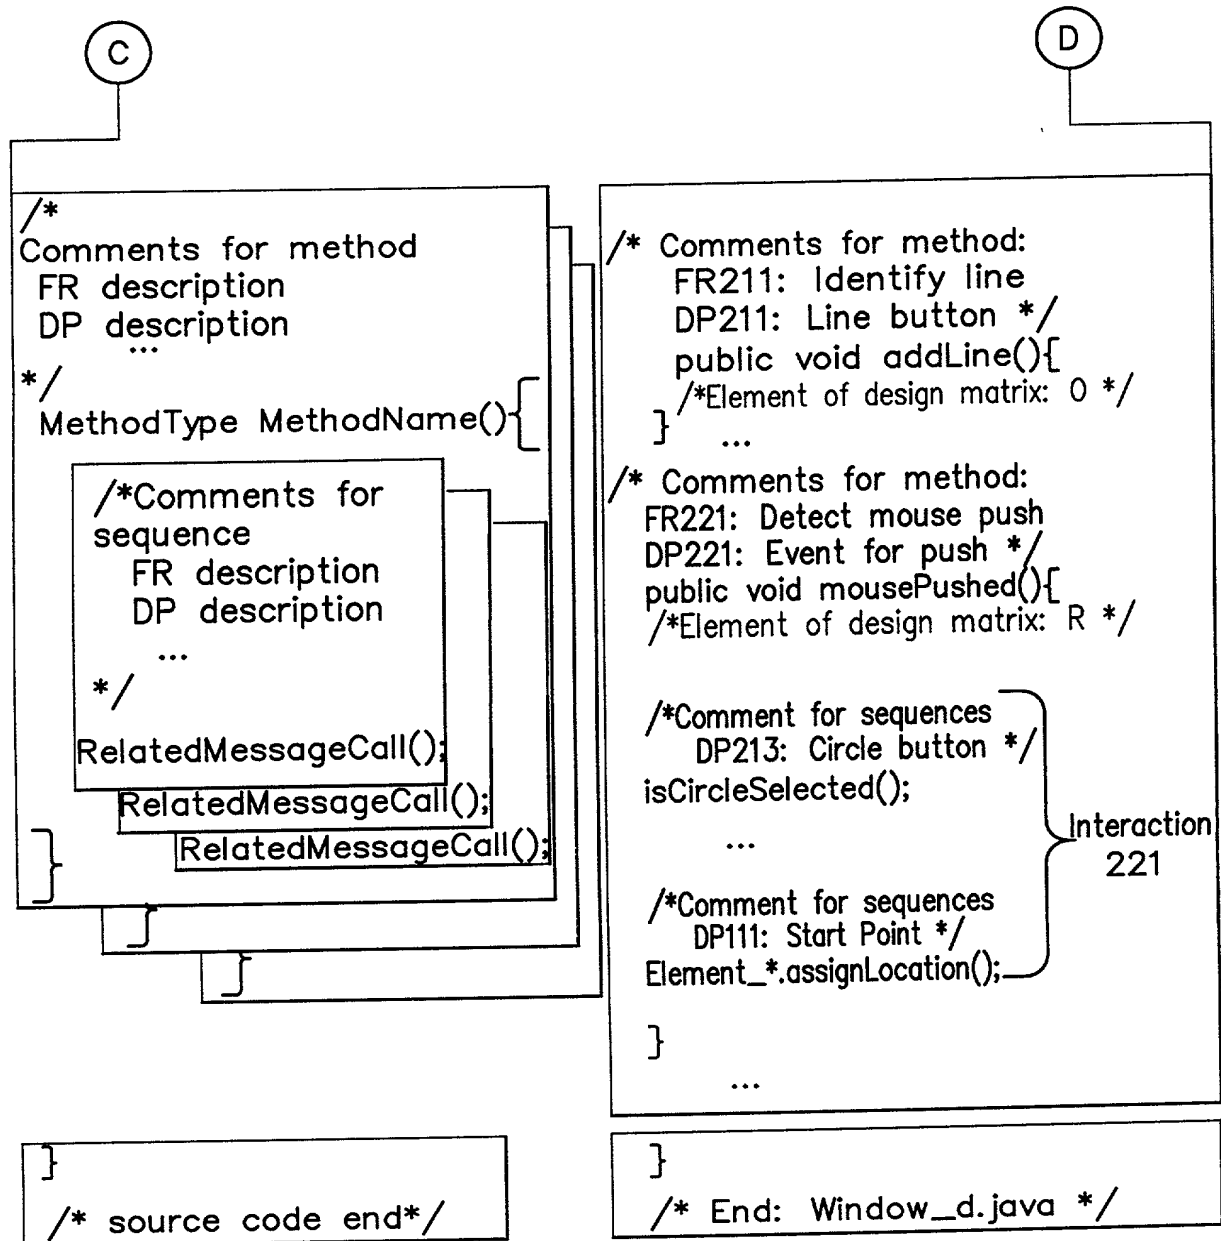 C
D
/*
Comments for method
FR description
DP description
...
*/
MethodType MethodName(){
/*Comments for
sequence
FR description
DP description
...
*/
RelatedMessageCall();
RelatedMessageCall();
RelatedMessageCall();
}
}
}
}
/* source code end*/
/* Comments for method:
FR211: Identify line
DP211: Line button */
public void addLine(){
/*Element of design matrix: O */
} ...
/* Comments for method:
FR221: Detect mouse push
DP221: Event for push */
public void mousePushed(){
/*Element of design matrix: R */
/*Comment for sequences
DP213: Circle button */
isCircleSelected();
...
/*Comment for sequences
DP111: Start Point */
Element_*.assignLocation();
Interaction
221
}
...
}
/* End: Window_d.java */